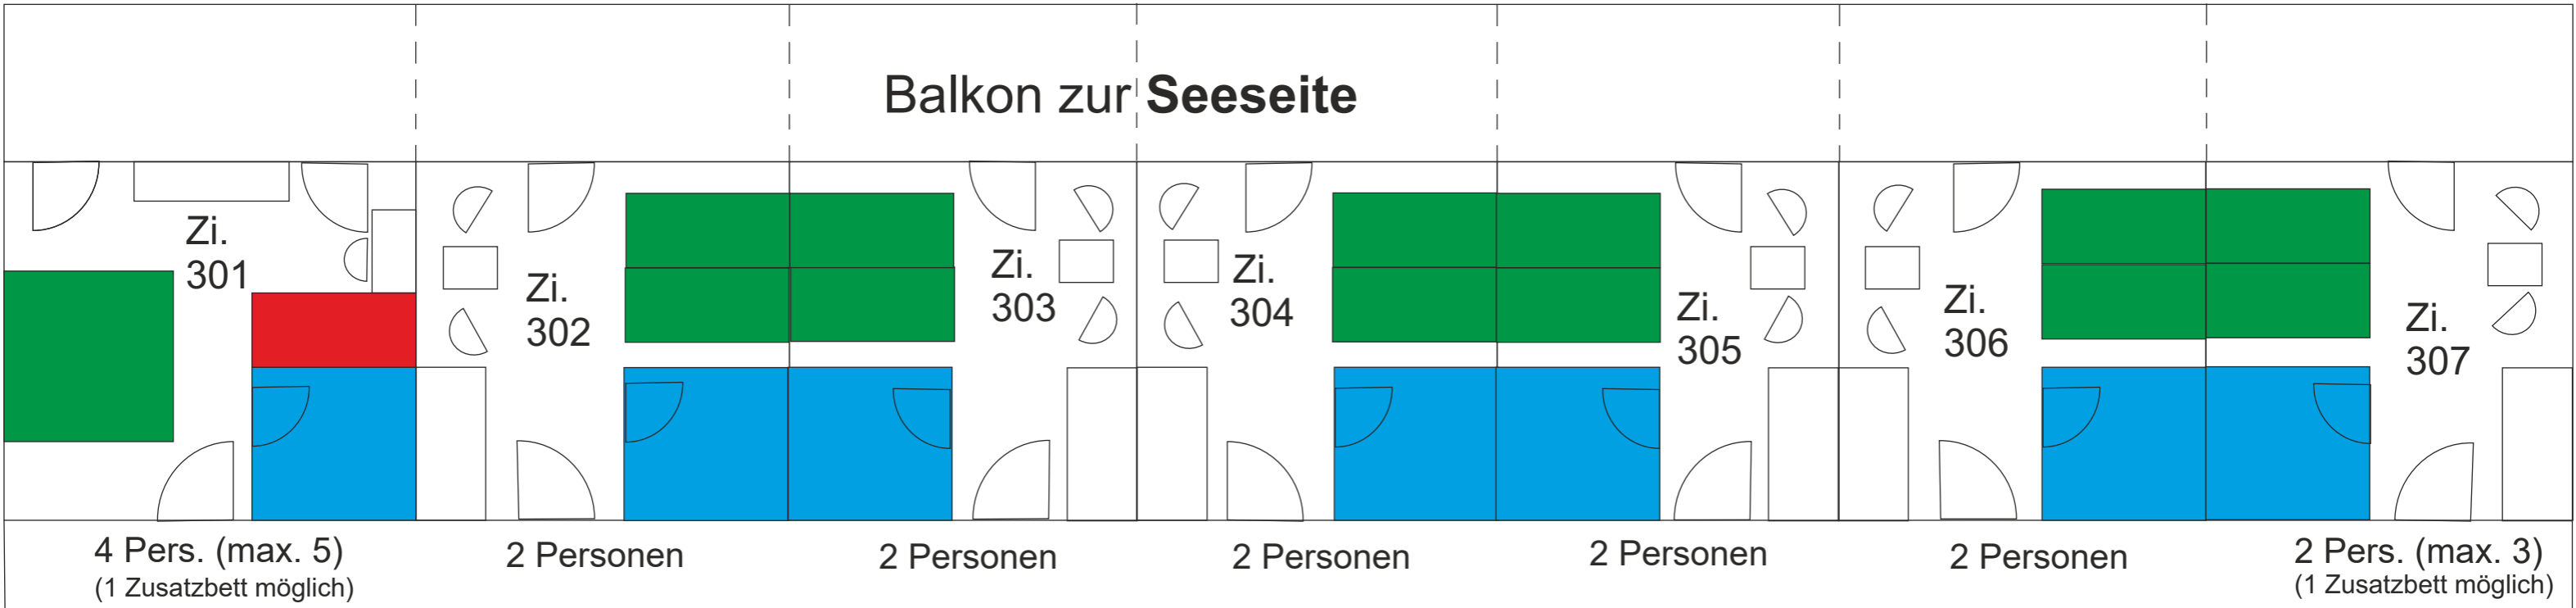 Balkon zur Seeseite
Zi.
301
Zi.
302
Zi.
303
Zi.
304
Zi.
305
Zi.
306
Zi.
307
4 Pers. (max. 5)
(1 Zusatzbett möglich)
2 Personen
2 Personen
2 Personen
2 Personen
2 Personen
2 Pers. (max. 3)
(1 Zusatzbett möglich)